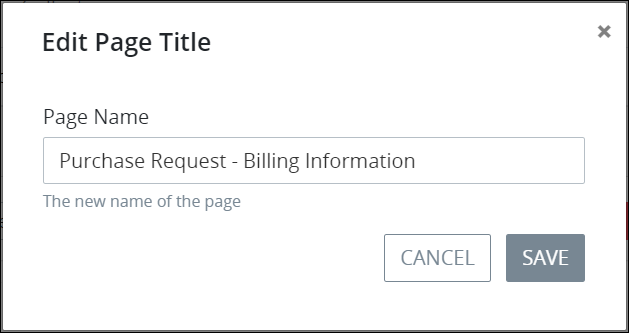 Edit Page Title
Page Name
Purchase Request - Billing Information
The new name of the page
CANCEL SAVE